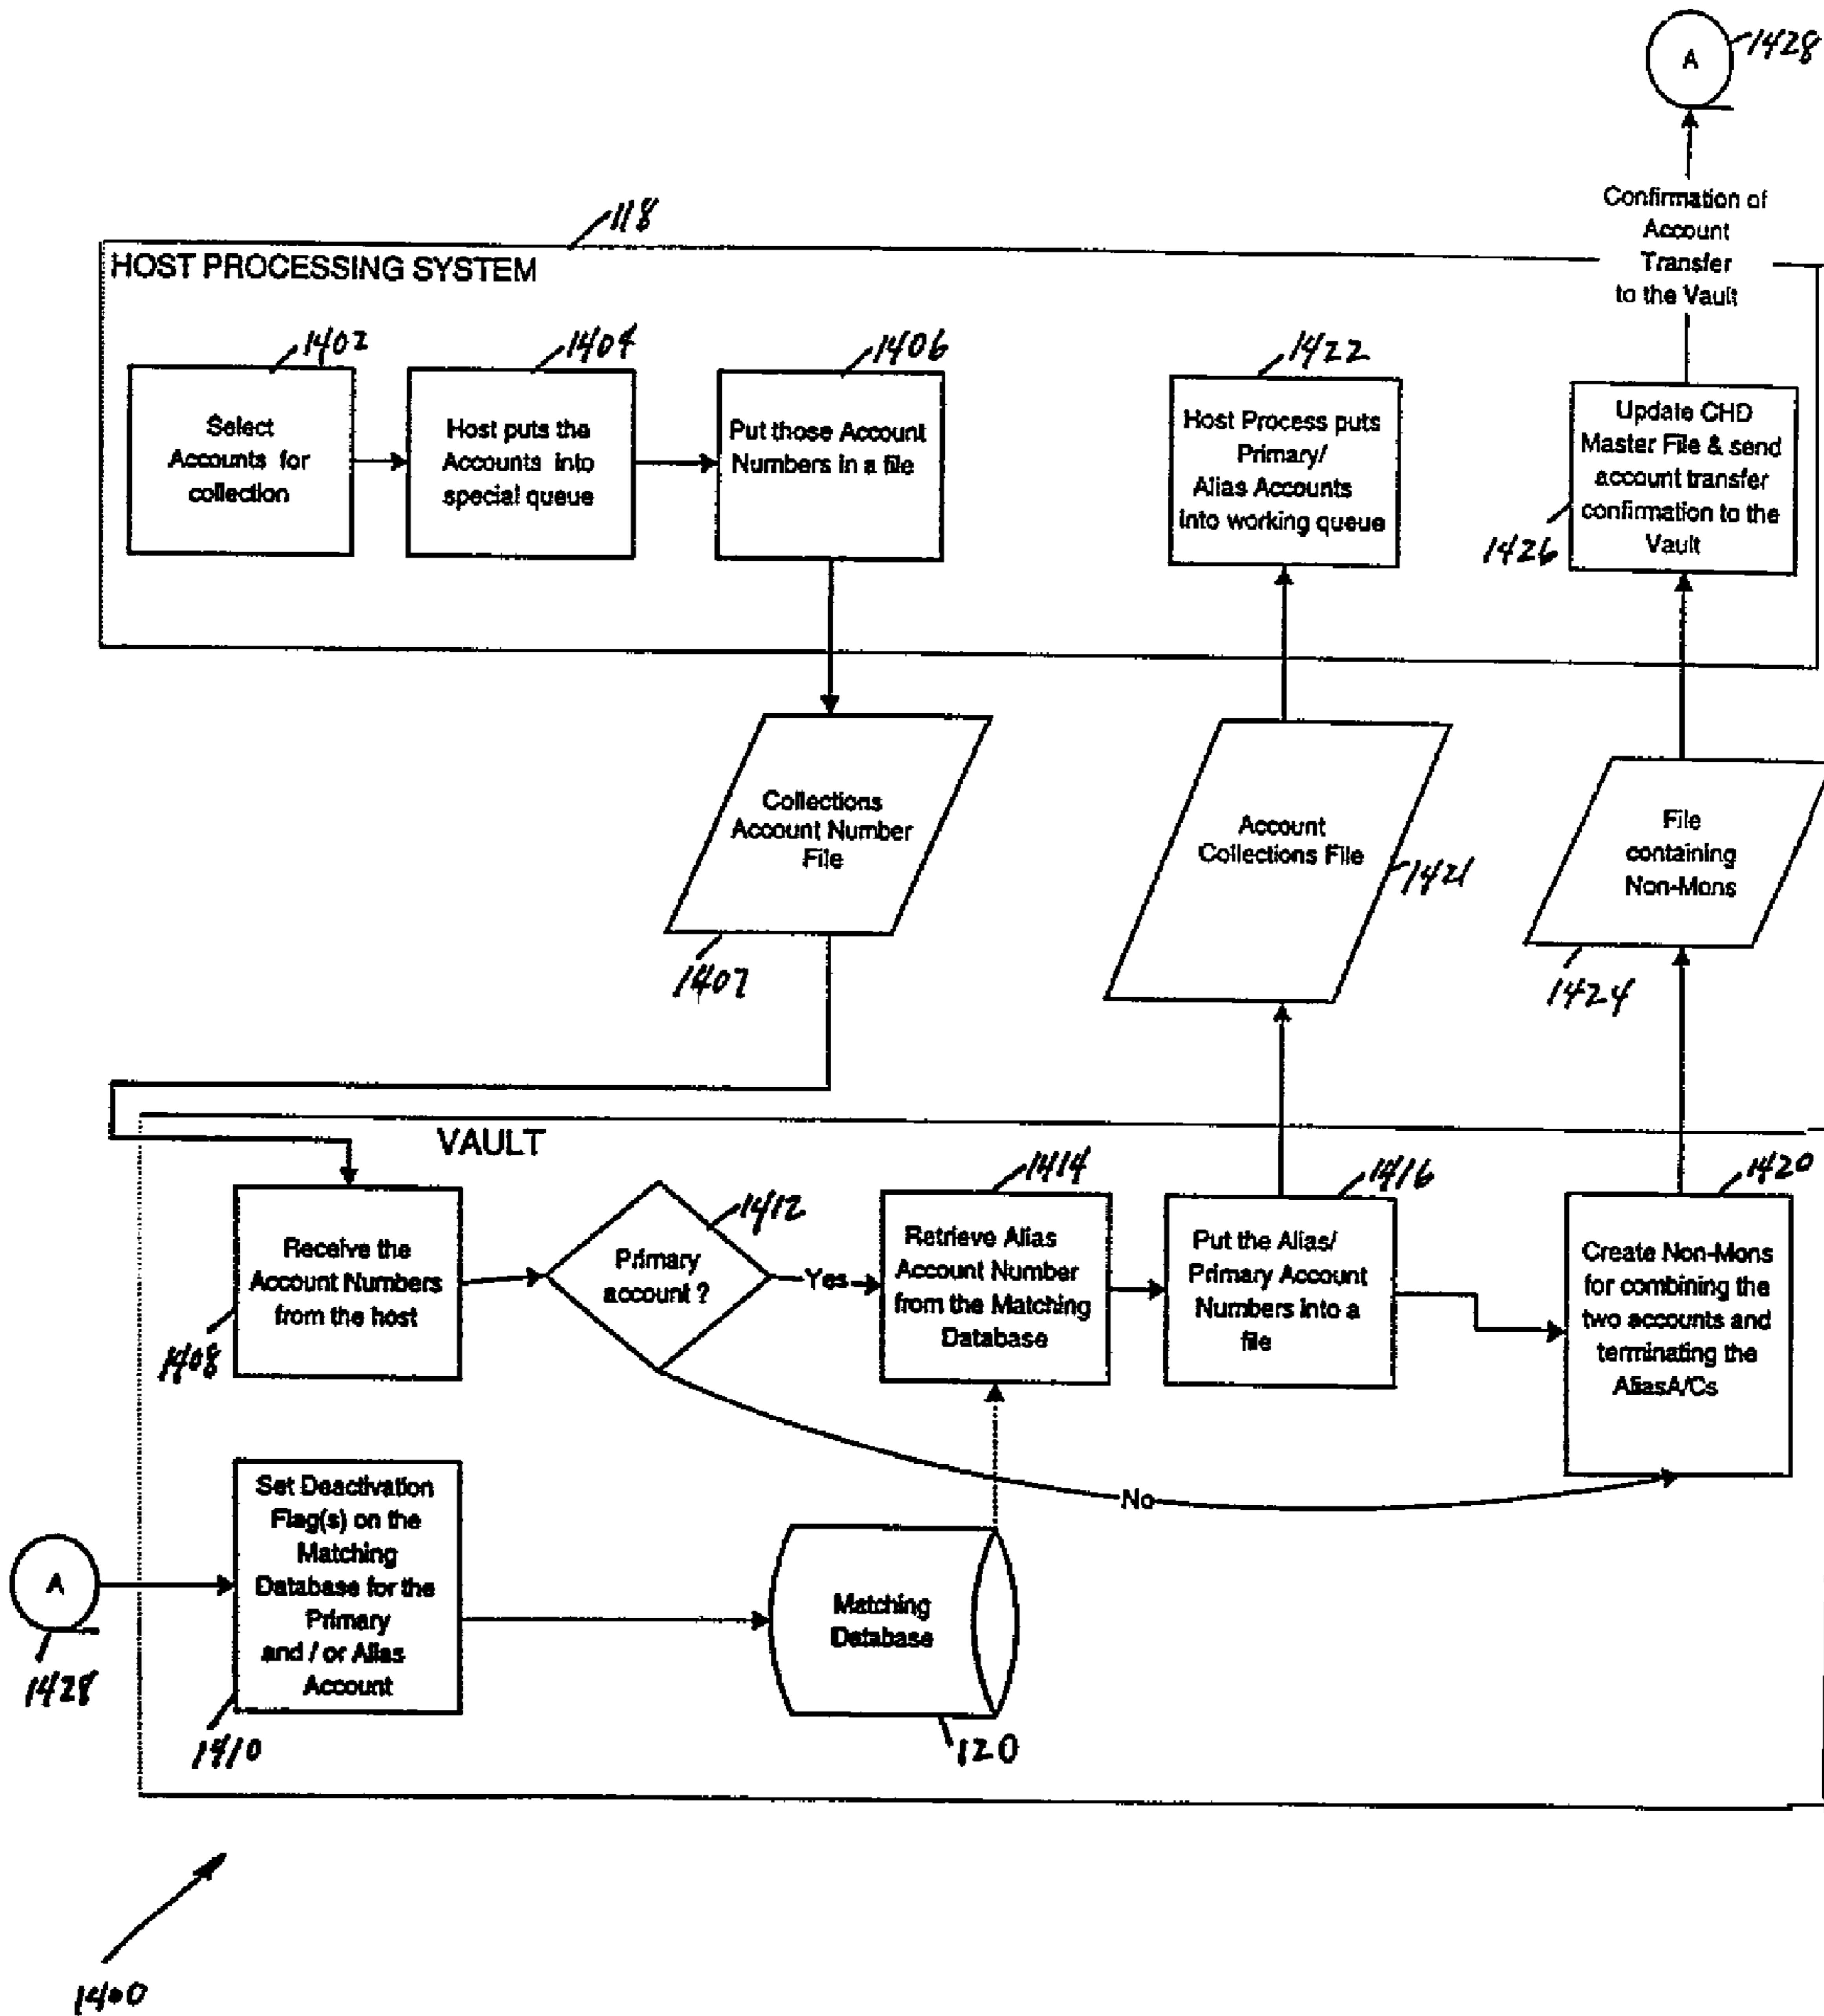 A
1428
Confirmation of
Account
Transfer
to the Vault
118
HOST PROCESSING SYSTEM
1402
Select
Accounts for
collection
1404
Host puts the
Accounts into
special queue
1406
Put those Account
Numbers in a file
1422
Host Process puts
Primary/
Alias Accounts
into working queue
Update CHD
Master File & send
account transfer
confirmation to the
Vault
1426
Collections
Account Number
File
1407
Account
Collections File
1421
File
containing
Non-Mons
1424
VAULT
Receive the
Account Numbers
from the host
1408
1412
Primary
account ?
Yes
1414
Retrieve Alias
Account Number
from the Matching
Database
1416
Put the Alias/
Primary Account
Numbers into a
file
1420
Create Non-Mons
for combining the
two accounts and
terminating the
AliasA/Cs
No
A
1428
Set Deactivation
Flag(s) on the
Matching
Database for the
Primary
and / or Alias
Account
1410
Matching
Database
120
1400